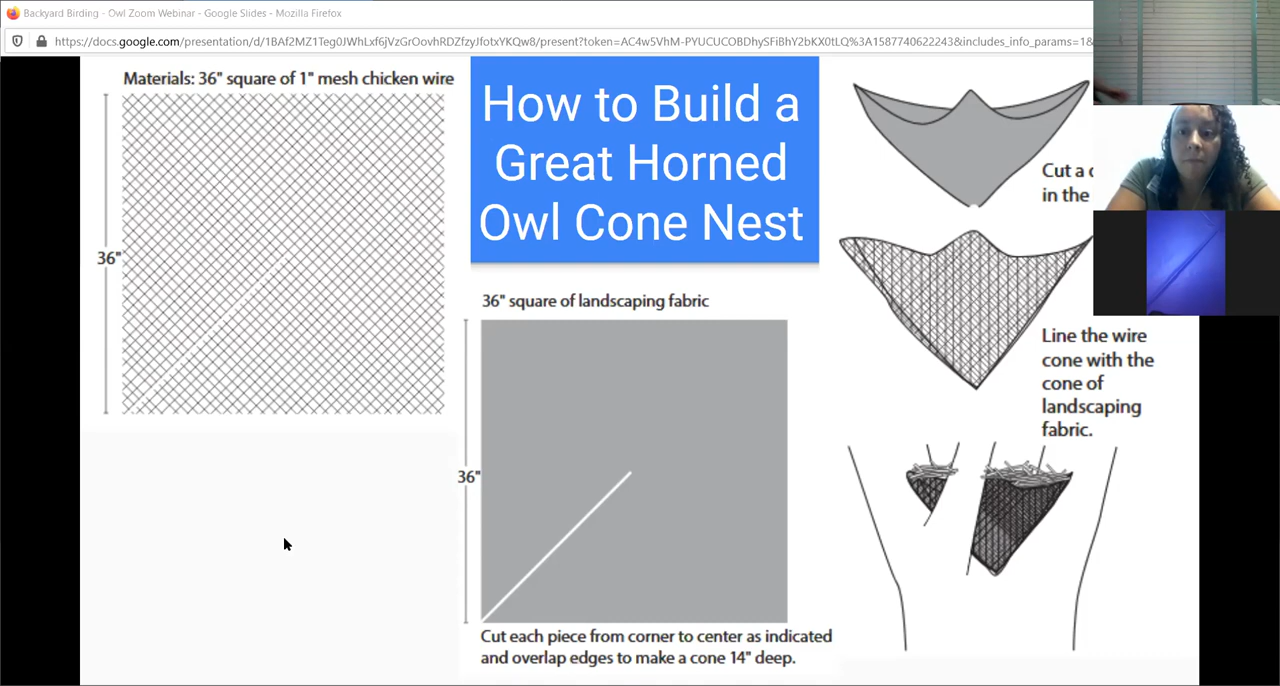 Backyard Birding - Owl Zoom Webinar - Google Slides - Mozilla Firefox
https://docs.google.com/presentation/d/1BAf2MZ1Teg0JWhLxf6jVzGrOovhRDZfzyJfotxYKQw8/present?token=AC4w5VhM-PYUCUCOBDhySFiBhY2bKX0tLQ%3A1587740622243&includes_info_params=1&
Materials: 36" square of 1" mesh chicken wire
36"
How to Build a
Great Horned
Owl Cone Nest
36" square of landscaping fabric
36"
Cut each piece from corner to center as indicated
and overlap edges to make a cone 14" deep.
Cut a
in the
Line the wire
cone with the
cone of
landscaping
fabric.